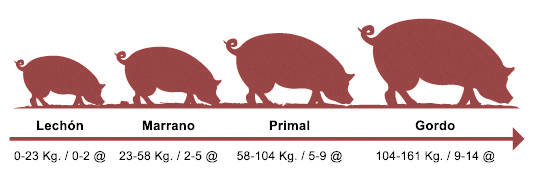 Lechón Marrano Primal Gordo
0-23 Kg. / 0-2 @ 23-58 Kg. / 2-5 @ 58-104 Kg. / 5-9 @ 104-161 Kg. / 9-14 @